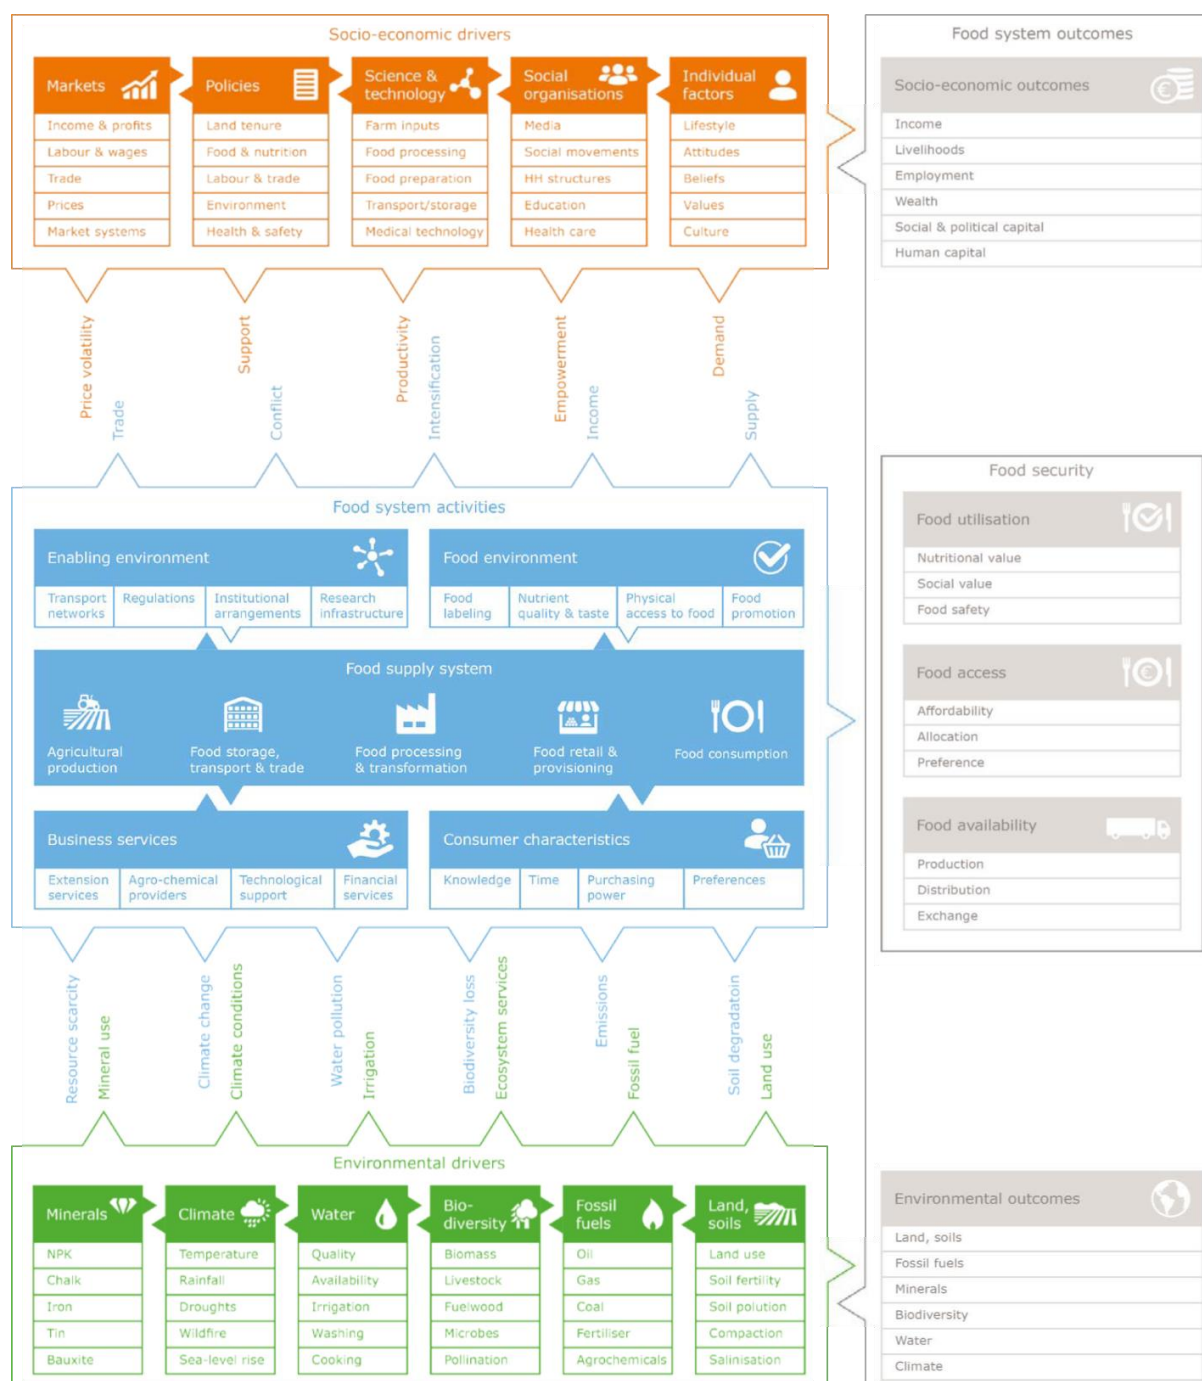 Socio-economic drivers
Markets
Income & profits
Labour & wages
Trade
Prices
Market systems
Policies
Land tenure
Food & nutrition
Labour & trade
Environment
Health & safety
Science &
technology
Farm inputs
Food processing
Food preparation
Transport/storage
Medical technology
Social
organisations
Media
Social movements
HH structures
Education
Health care
Individual
factors
Lifestyle
Attitudes
Beliefs
Values
Culture
Price volatility
Trade
Support
Conflict
Productivity
Intensification
Empowerment
Income
Demand
Supply
Food system activities
Enabling environment
Transport
networks
Regulations
Institutional
arrangements
Research
infrastructure
Food environment
Food
labeling
Nutrient
quality & taste
Physical
access to food
Food
promotion
Food supply system
Agricultural
production
Food storage,
transport & trade
Food processing
& transformation
Food retail &
provisioning
Food consumption
Business services
Extension
services
Agro-chemical
providers
Technological
support
Financial
services
Consumer characteristics
Knowledge
Time
Purchasing
power
Preferences
Resource scarcity
Mineral use
Climate change
Climate conditions
Water pollution
Irrigation
Biodiversity loss
Ecosystem services
Emissions
Fossil fuel
Soil degradatoin
Land use
Environmental drivers
Minerals
NPK
Chalk
Iron
Tin
Bauxite
Climate
Temperature
Rainfall
Droughts
Wildfire
Sea-level rise
Water
Quality
Availability
Irrigation
Washing
Cooking
Bio-
diversity
Biomass
Livestock
Fuelwood
Microbes
Pollination
Fossil
fuels
Oil
Gas
Coal
Fertiliser
Agrochemicals
Land,
soils
Land use
Soil fertility
Soil polution
Compaction
Salinisation
Food system outcomes
Socio-economic outcomes
€
Income
Livelihoods
Employment
Wealth
Social & political capital
Human capital
Food security
Food utilisation
Nutritional value
Social value
Food safety
Food access
€
Affordability
Allocation
Preference
Food availability
Production
Distribution
Exchange
Environmental outcomes
Land, soils
Fossil fuels
Minerals
Biodiversity
Water
Climate